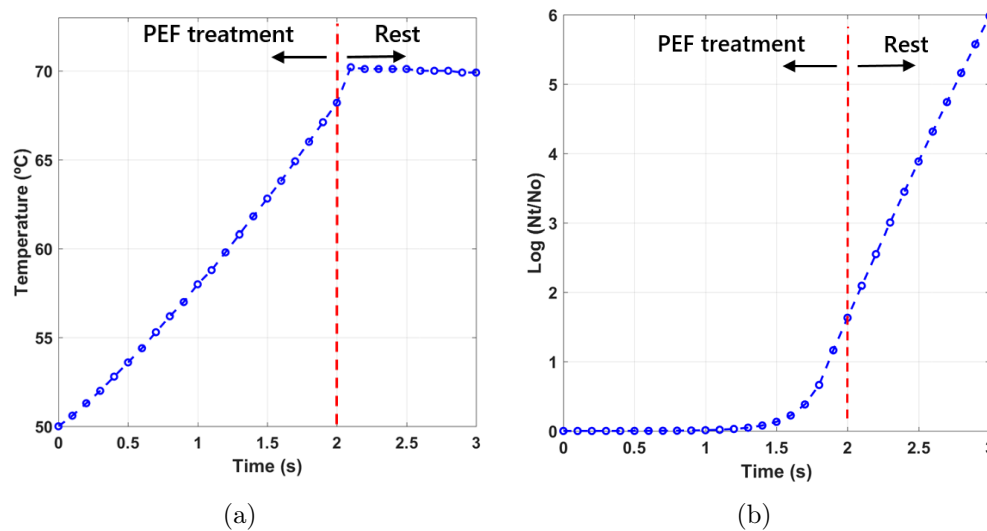 PEF treatment
Rest
70
65
60
55
50
Temperature (ºC)
0
0.5
1
1.5
2
2.5
3
Time (s)
(a)
6
5
4
3
2
1
0
PEF treatment
Rest
Log (Nt/No)
0
0.5
1
1.5
2
2.5
3
Time (s)
(b)